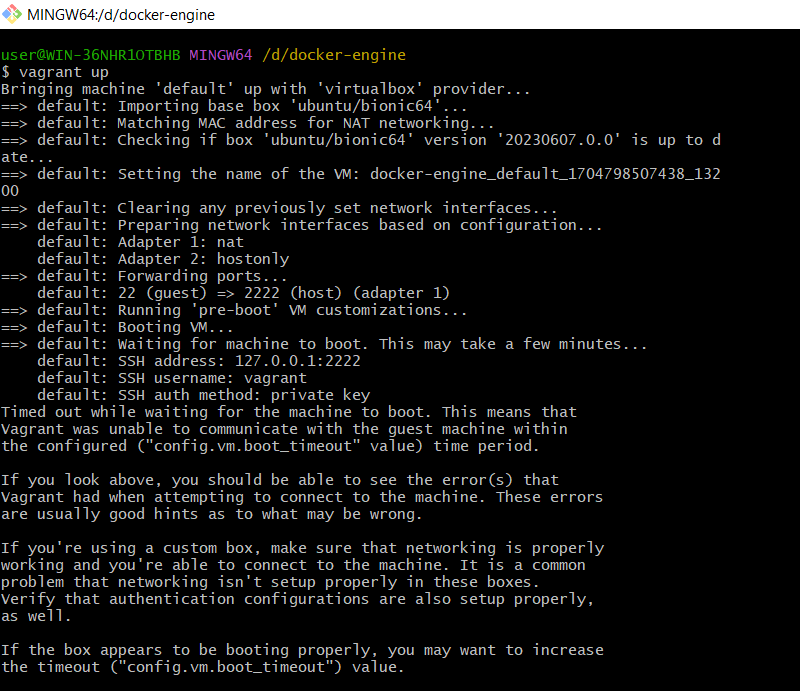 MINGW64:/d/docker-engine
user@WIN-36NHR1OTBHB MINGW64 /d/docker-engine
$ vagrant up
Bringing machine 'default' up with 'virtualbox' provider...
==> default: Importing base box 'ubuntu/bionic64'...
==> default: Matching MAC address for NAT networking...
==> default: Checking if box 'ubuntu/bionic64' version '20230607.0.0' is up to d
ate...
==> default: Setting the name of the VM: docker-engine_default_1704798507438_132
00
==> default: Clearing any previously set network interfaces...
==> default: Preparing network interfaces based on configuration...
    default: Adapter 1: nat
    default: Adapter 2: hostonly
==> default: Forwarding ports...
    default: 22 (guest) => 2222 (host) (adapter 1)
==> default: Running 'pre-boot' VM customizations...
==> default: Booting VM...
==> default: Waiting for machine to boot. This may take a few minutes...
    default: SSH address: 127.0.0.1:2222
    default: SSH username: vagrant
    default: SSH auth method: private key
Timed out while waiting for the machine to boot. This means that
Vagrant was unable to communicate with the guest machine within
the configured ("config.vm.boot_timeout" value) time period.

If you look above, you should be able to see the error(s) that
Vagrant had when attempting to connect to the machine. These errors
are usually good hints as to what may be wrong.

If you're using a custom box, make sure that networking is properly
working and you're able to connect to the machine. It is a common
problem that networking isn't setup properly in these boxes.
Verify that authentication configurations are also setup properly,
as well.

If the box appears to be booting properly, you may want to increase
the timeout ("config.vm.boot_timeout") value.